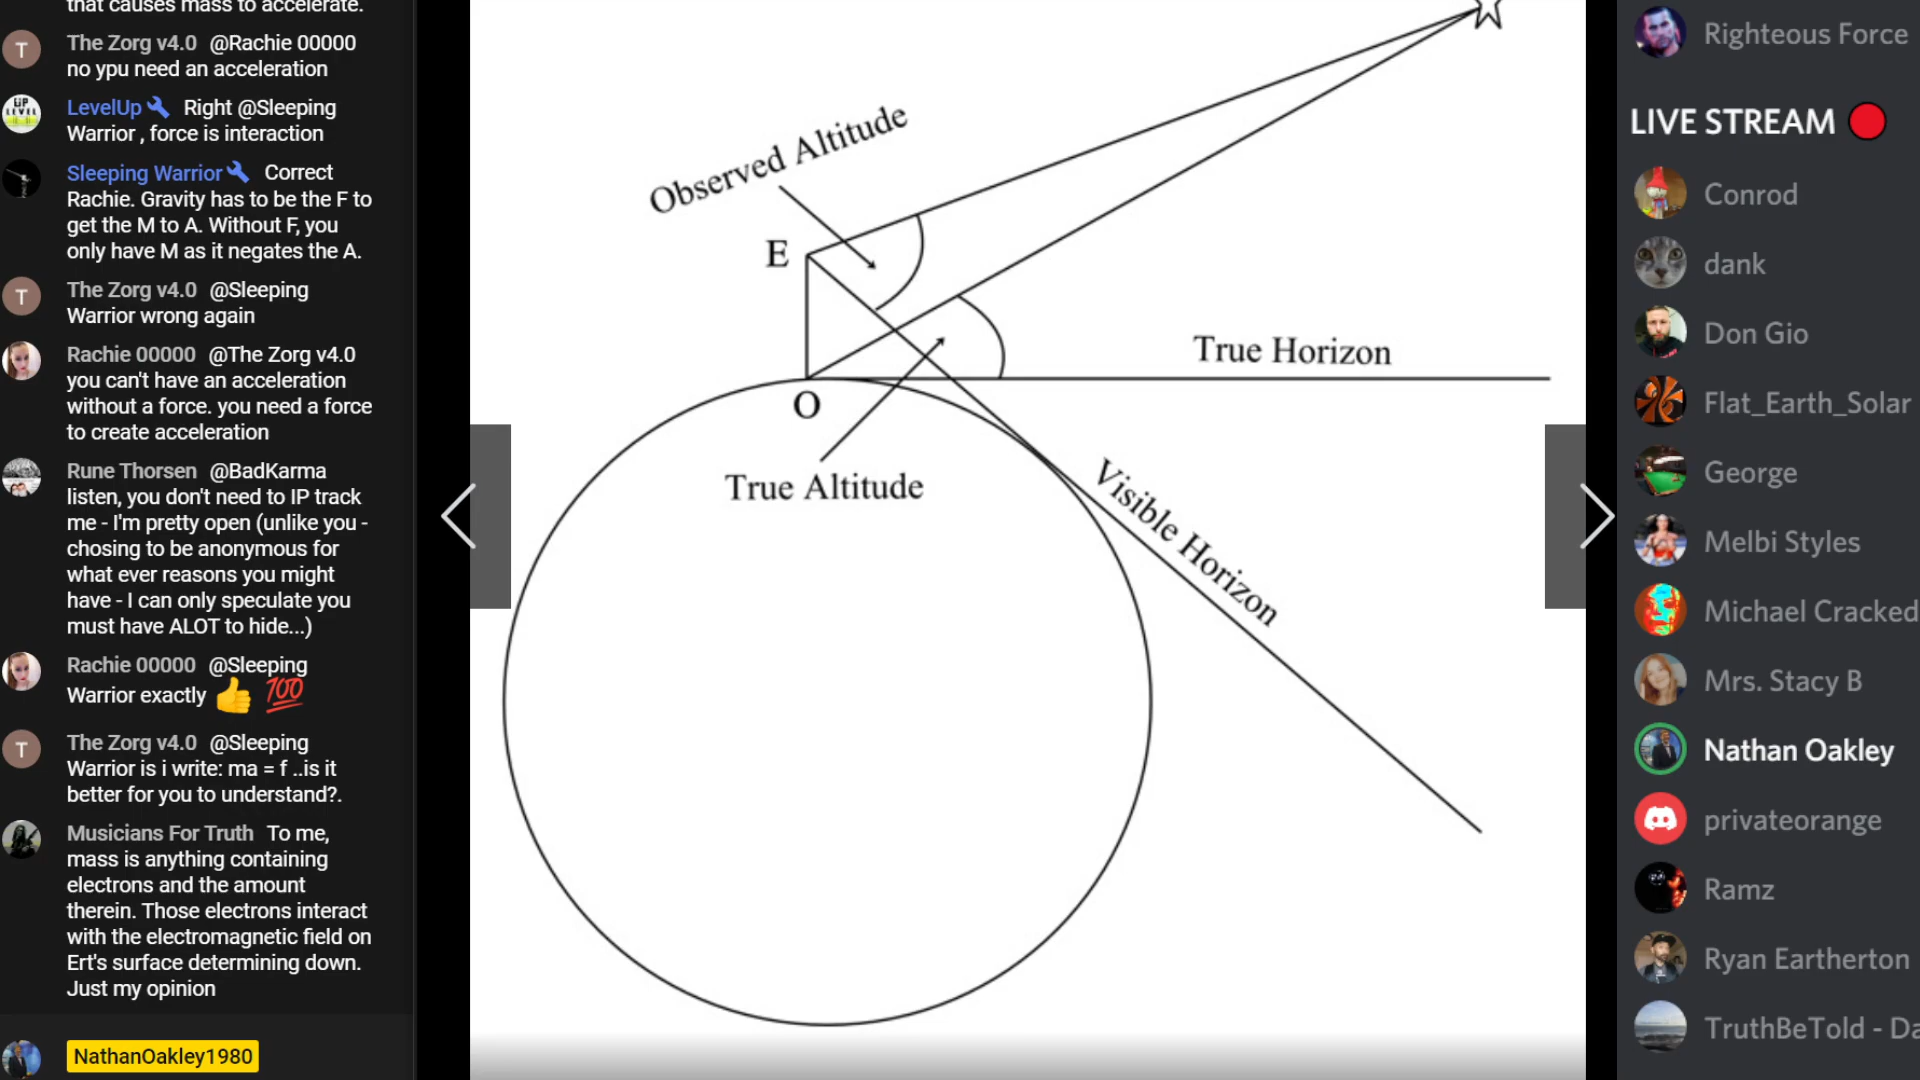 that causes mass to accelerate.
The Zorg v4.0 @Rachie 00000
no ypu need an acceleration
LevelUp Right @Sleeping
Warrior , force is interaction
Sleeping Warrior Correct
Rachie. Gravity has to be the F to
get the M to A. Without F, you
only have M as it negates the A.
The Zorg v4.0 @Sleeping
Warrior wrong again
Rachie 00000 @The Zorg v4.0
you can't have an acceleration
without a force. you need a force
to create acceleration
Rune Thorsen @BadKarma
listen, you don't need to IP track
me - I'm pretty open (unlike you -
chosing to be anonymous for
what ever reasons you might
have - I can only speculate you
must have ALOT to hide...)
Rachie 00000 @Sleeping
Warrior exactly 👍 💯
The Zorg v4.0 @Sleeping
Warrior is i write: ma = f ..is it
better for you to understand?.
Musicians For Truth To me,
mass is anything containing
electrons and the amount
therein. Those electrons interact
with the electromagnetic field on
Ert's surface determining down.
Just my opinion
NathanOakley1980
T
UP
LEVEL
T
T
T
Observed Altitude
E
True Horizon
O
True Altitude
Visible Horizon
Righteous Force
LIVE STREAM
Conrod
dank
Don Gio
Flat_Earth_Solar
George
Melbi Styles
Michael Cracked
Mrs. Stacy B
Nathan Oakley
privateorange
Ramz
Ryan Eartherton
TruthBeTold - Da